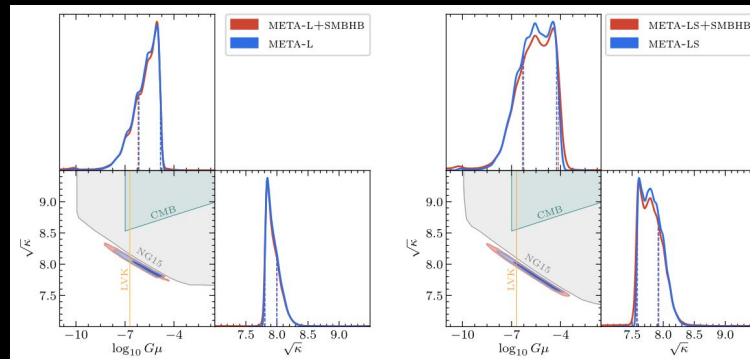 META-L+SMBHB
META-L
META-LS+SMBHB
META-LS
9.0
8.5
8.0
7.5
√κ
CMB
NG15
LVK
−10
−7
−4
log₁₀ Gμ
7.5
8.0
8.5
9.0
√κ
9.0
8.5
8.0
7.5
√κ
CMB
NG15
LVK
−10
−7
−4
log₁₀ Gμ
7.5
8.0
8.5
9.0
√κ